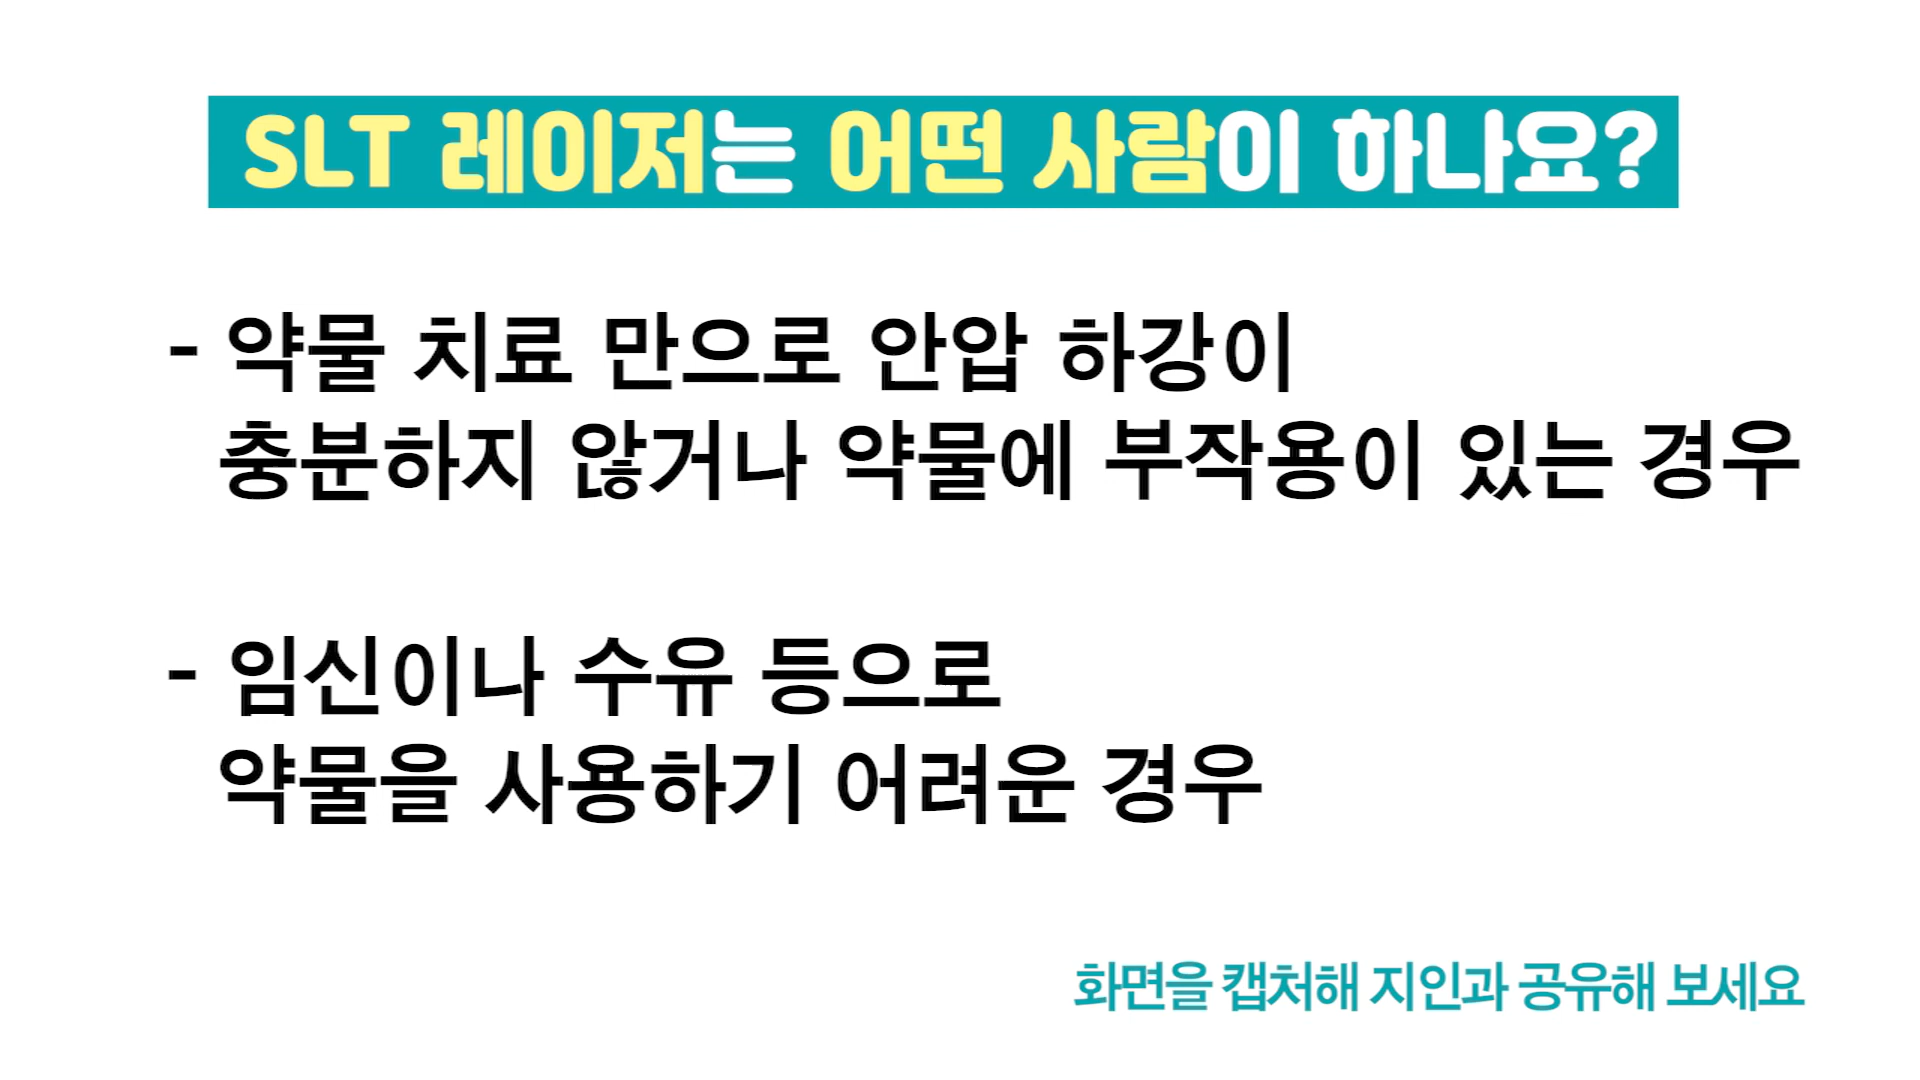 SLT 레이저는 어떤 사람이 하나요?
- 약물 치료 만으로 안압 하강이
충분하지 않거나 약물에 부작용이 있는 경우
- 임신이나 수유 등으로
약물을 사용하기 어려운 경우
화면을 캡처해 지인과 공유해 보세요